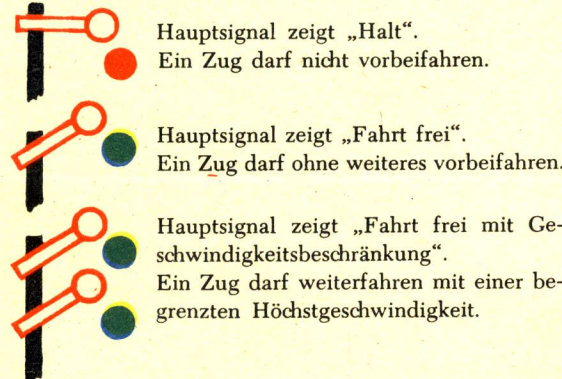 Hauptsignal zeigt „Halt“.
Ein Zug darf nicht vorbeifahren.
Hauptsignal zeigt „Fahrt frei“.
Ein Zug darf ohne weiteres vorbeifahren.
Hauptsignal zeigt „Fahrt frei mit Ge-
schwindigkeitsbeschränkung“.
Ein Zug darf weiterfahren mit einer be-
grenzten Höchstgeschwindigkeit.